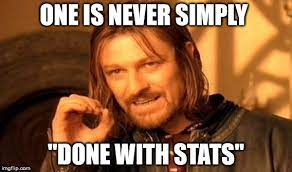 ONE IS NEVER SIMPLY
"DONE WITH STATS"
imgflip.com